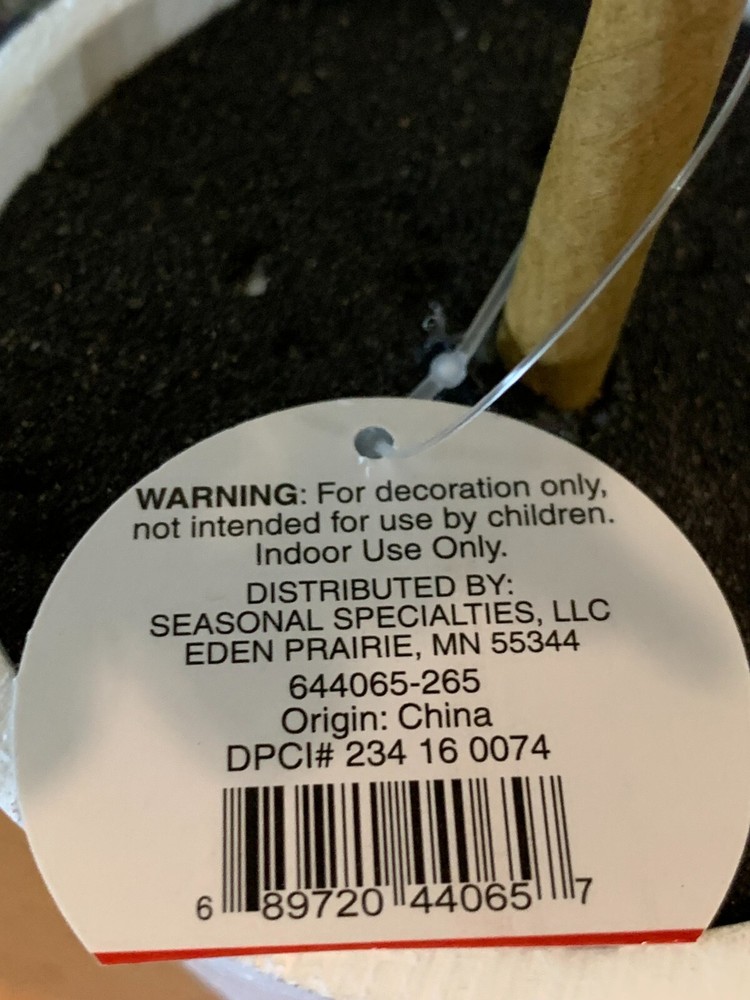 WARNING: For decoration only,
not intended for use by children.
Indoor Use Only.
DISTRIBUTED BY:
SEASONAL SPECIALTIES, LLC
EDEN PRAIRIE, MN 55344
644065-265
Origin: China
DPCI# 234 16 0074
6 89720 44065 7